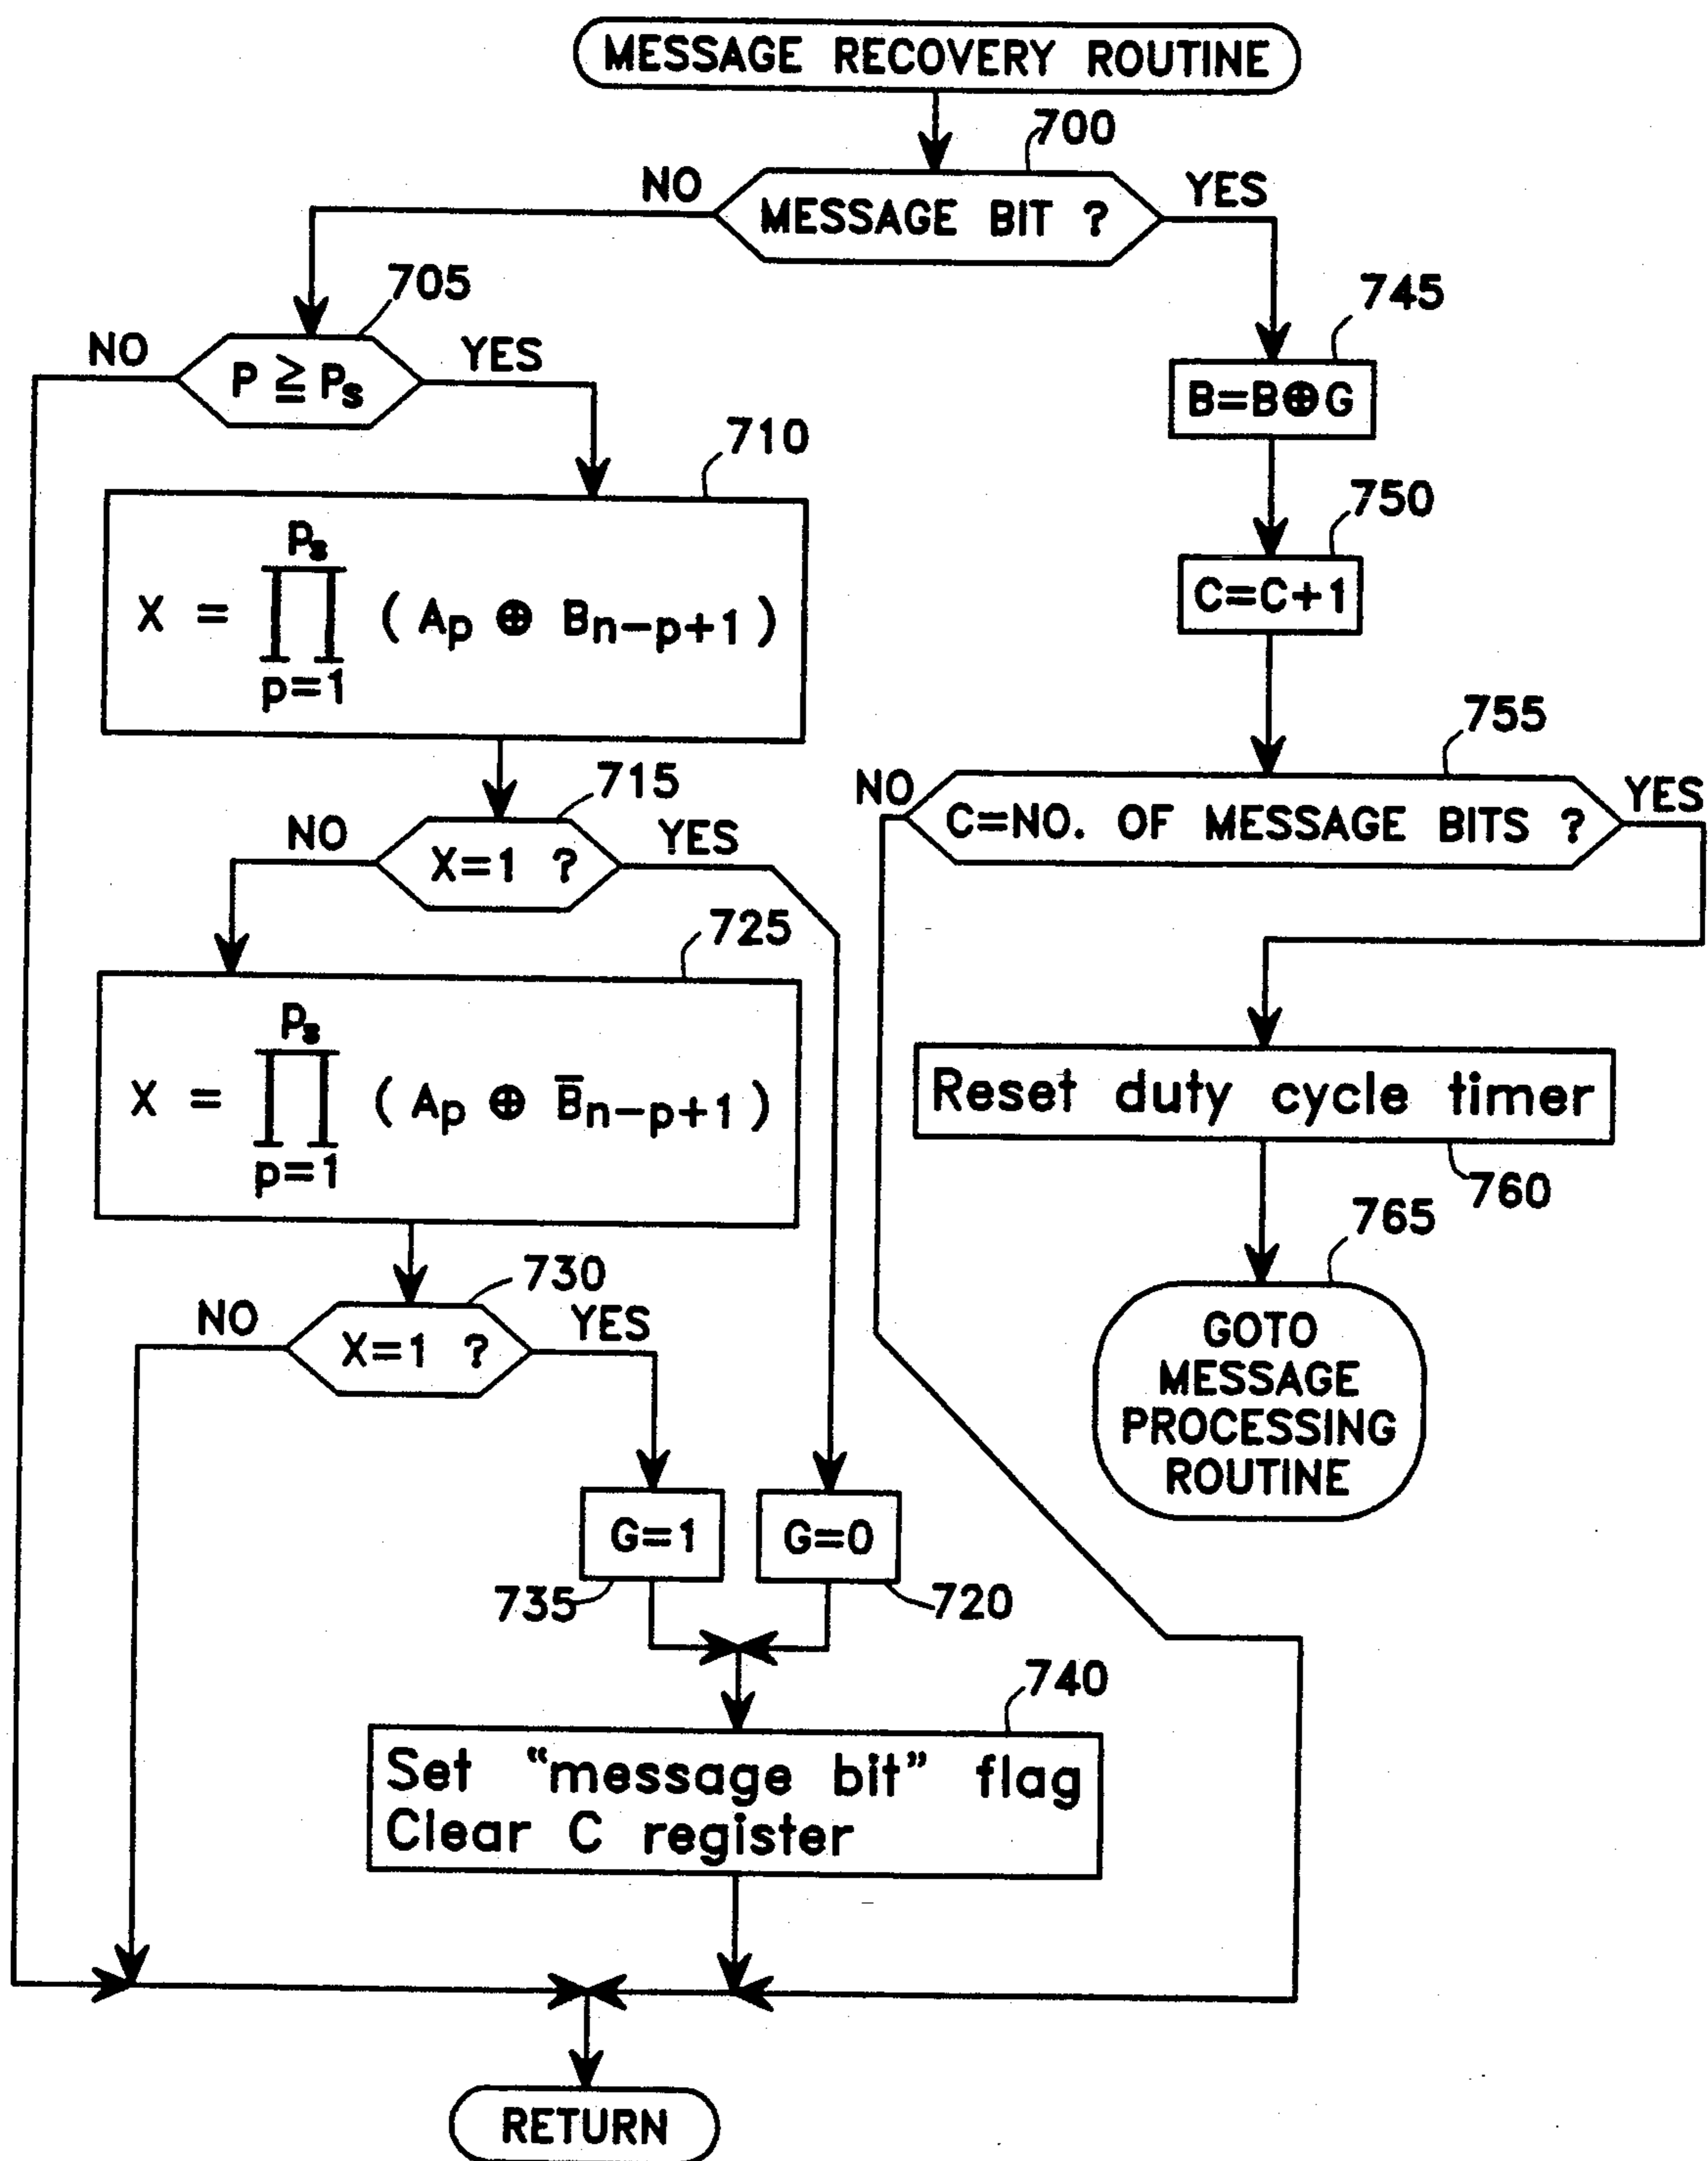 MESSAGE RECOVERY ROUTINE
700
NO
YES
MESSAGE BIT ?
705
745
NO
YES
P ≧ Ps
B=B⊕G
710
750
Ps
X = ∏ ( Ap ⊕ Bn-p+1 )
p=1
C=C+1
715
755
NO
YES
X=1 ?
NO
YES
C=NO. OF MESSAGE BITS ?
725
Ps
X = ∏ ( Ap ⊕ B̅n-p+1 )
p=1
Reset duty cycle timer
760
765
730
NO
YES
X=1 ?
GOTO
MESSAGE
PROCESSING
ROUTINE
G=1
G=0
735
720
740
Set “message bit” flag
Clear C register
RETURN